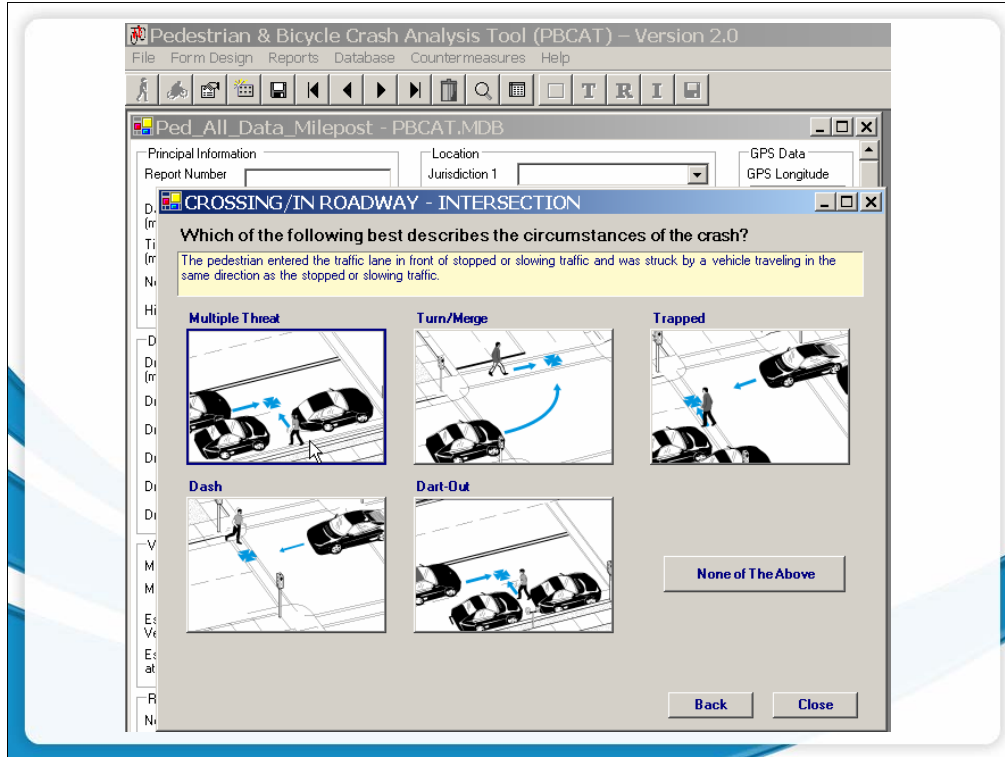 Pedestrian & Bicycle Crash Analysis Tool (PBCAT) – Version 2.0
File Form Design Reports Database Countermeasures Help
T R I
Ped_All_Data_Milepost - PBCAT.MDB
Principal Information Location GPS Data
Report Number Jurisdiction 1 GPS Longitude
CROSSING/IN ROADWAY - INTERSECTION
Which of the following best describes the circumstances of the crash?
The pedestrian entered the traffic lane in front of stopped or slowing traffic and was struck by a vehicle traveling in the
same direction as the stopped or slowing traffic.
Multiple Threat Turn/Merge Trapped
Dash Dart-Out
None of The Above
Back Close